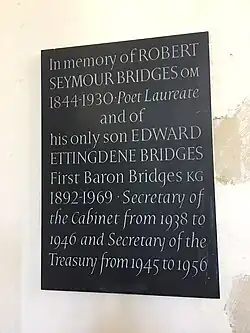 In memory of ROBERT
SEYMOUR BRIDGES OM
1844-1930 · Poet Laureate
and of
his only son EDWARD
ETTINGDENE BRIDGES
First Baron Bridges KG
1892-1969 · Secretary of
the Cabinet from 1938 to
1946 and Secretary of the
Treasury from 1945 to 1956